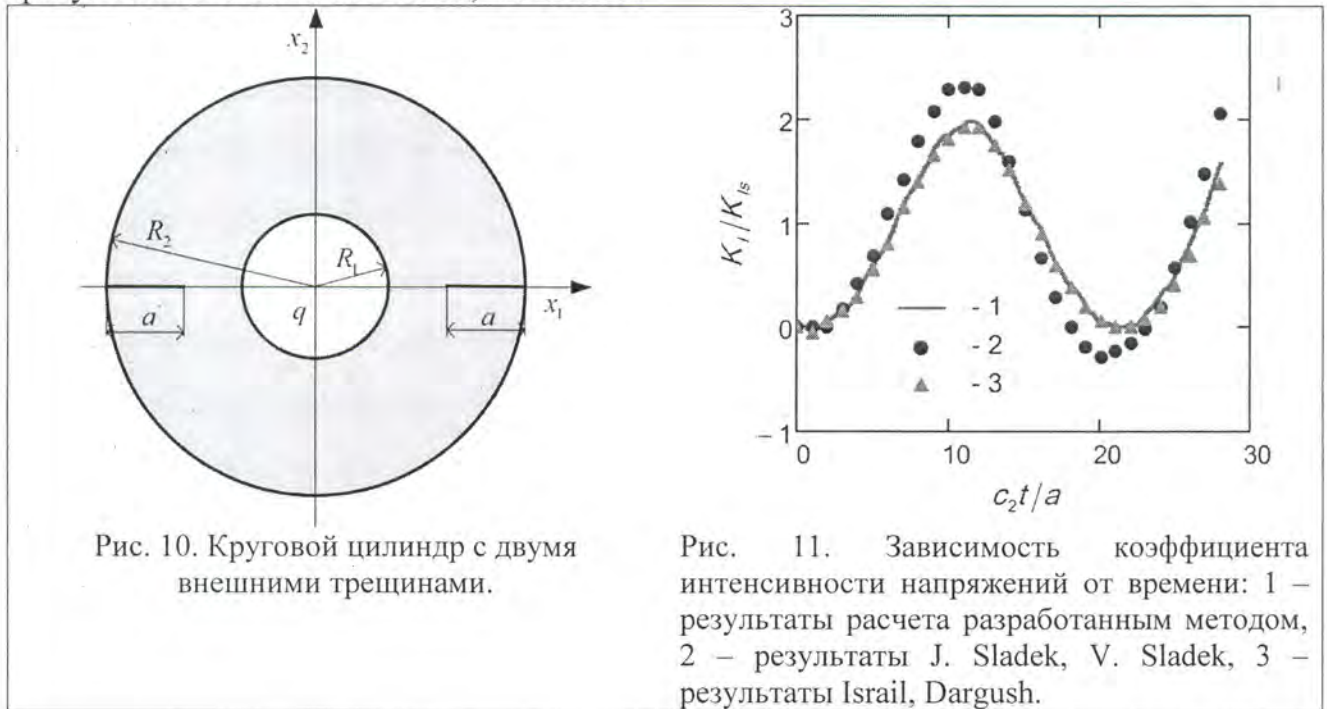 x₂
R₂
R₁
a
q
a
x₁
Рис. 10. Круговой цилиндр с двумя
внешними трещинами.
3
2
1
0
– 1
K_I/K_Is
- 1
- 2
- 3
0
10
20
30
c₂t/a
Рис. 11. Зависимость коэффициента
интенсивности напряжений от времени: 1 –
результаты расчета разработанным методом,
2 – результаты J. Sladek, V. Sladek, 3 –
результаты Israil, Dargush.